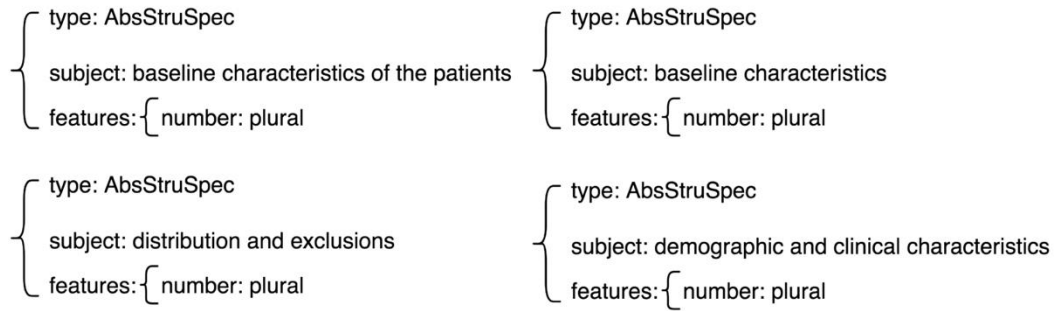 type: AbsStruSpec
subject: baseline characteristics of the patients
features: number: plural
type: AbsStruSpec
subject: baseline characteristics
features: number: plural
type: AbsStruSpec
subject: distribution and exclusions
features: number: plural
type: AbsStruSpec
subject: demographic and clinical characteristics
features: number: plural